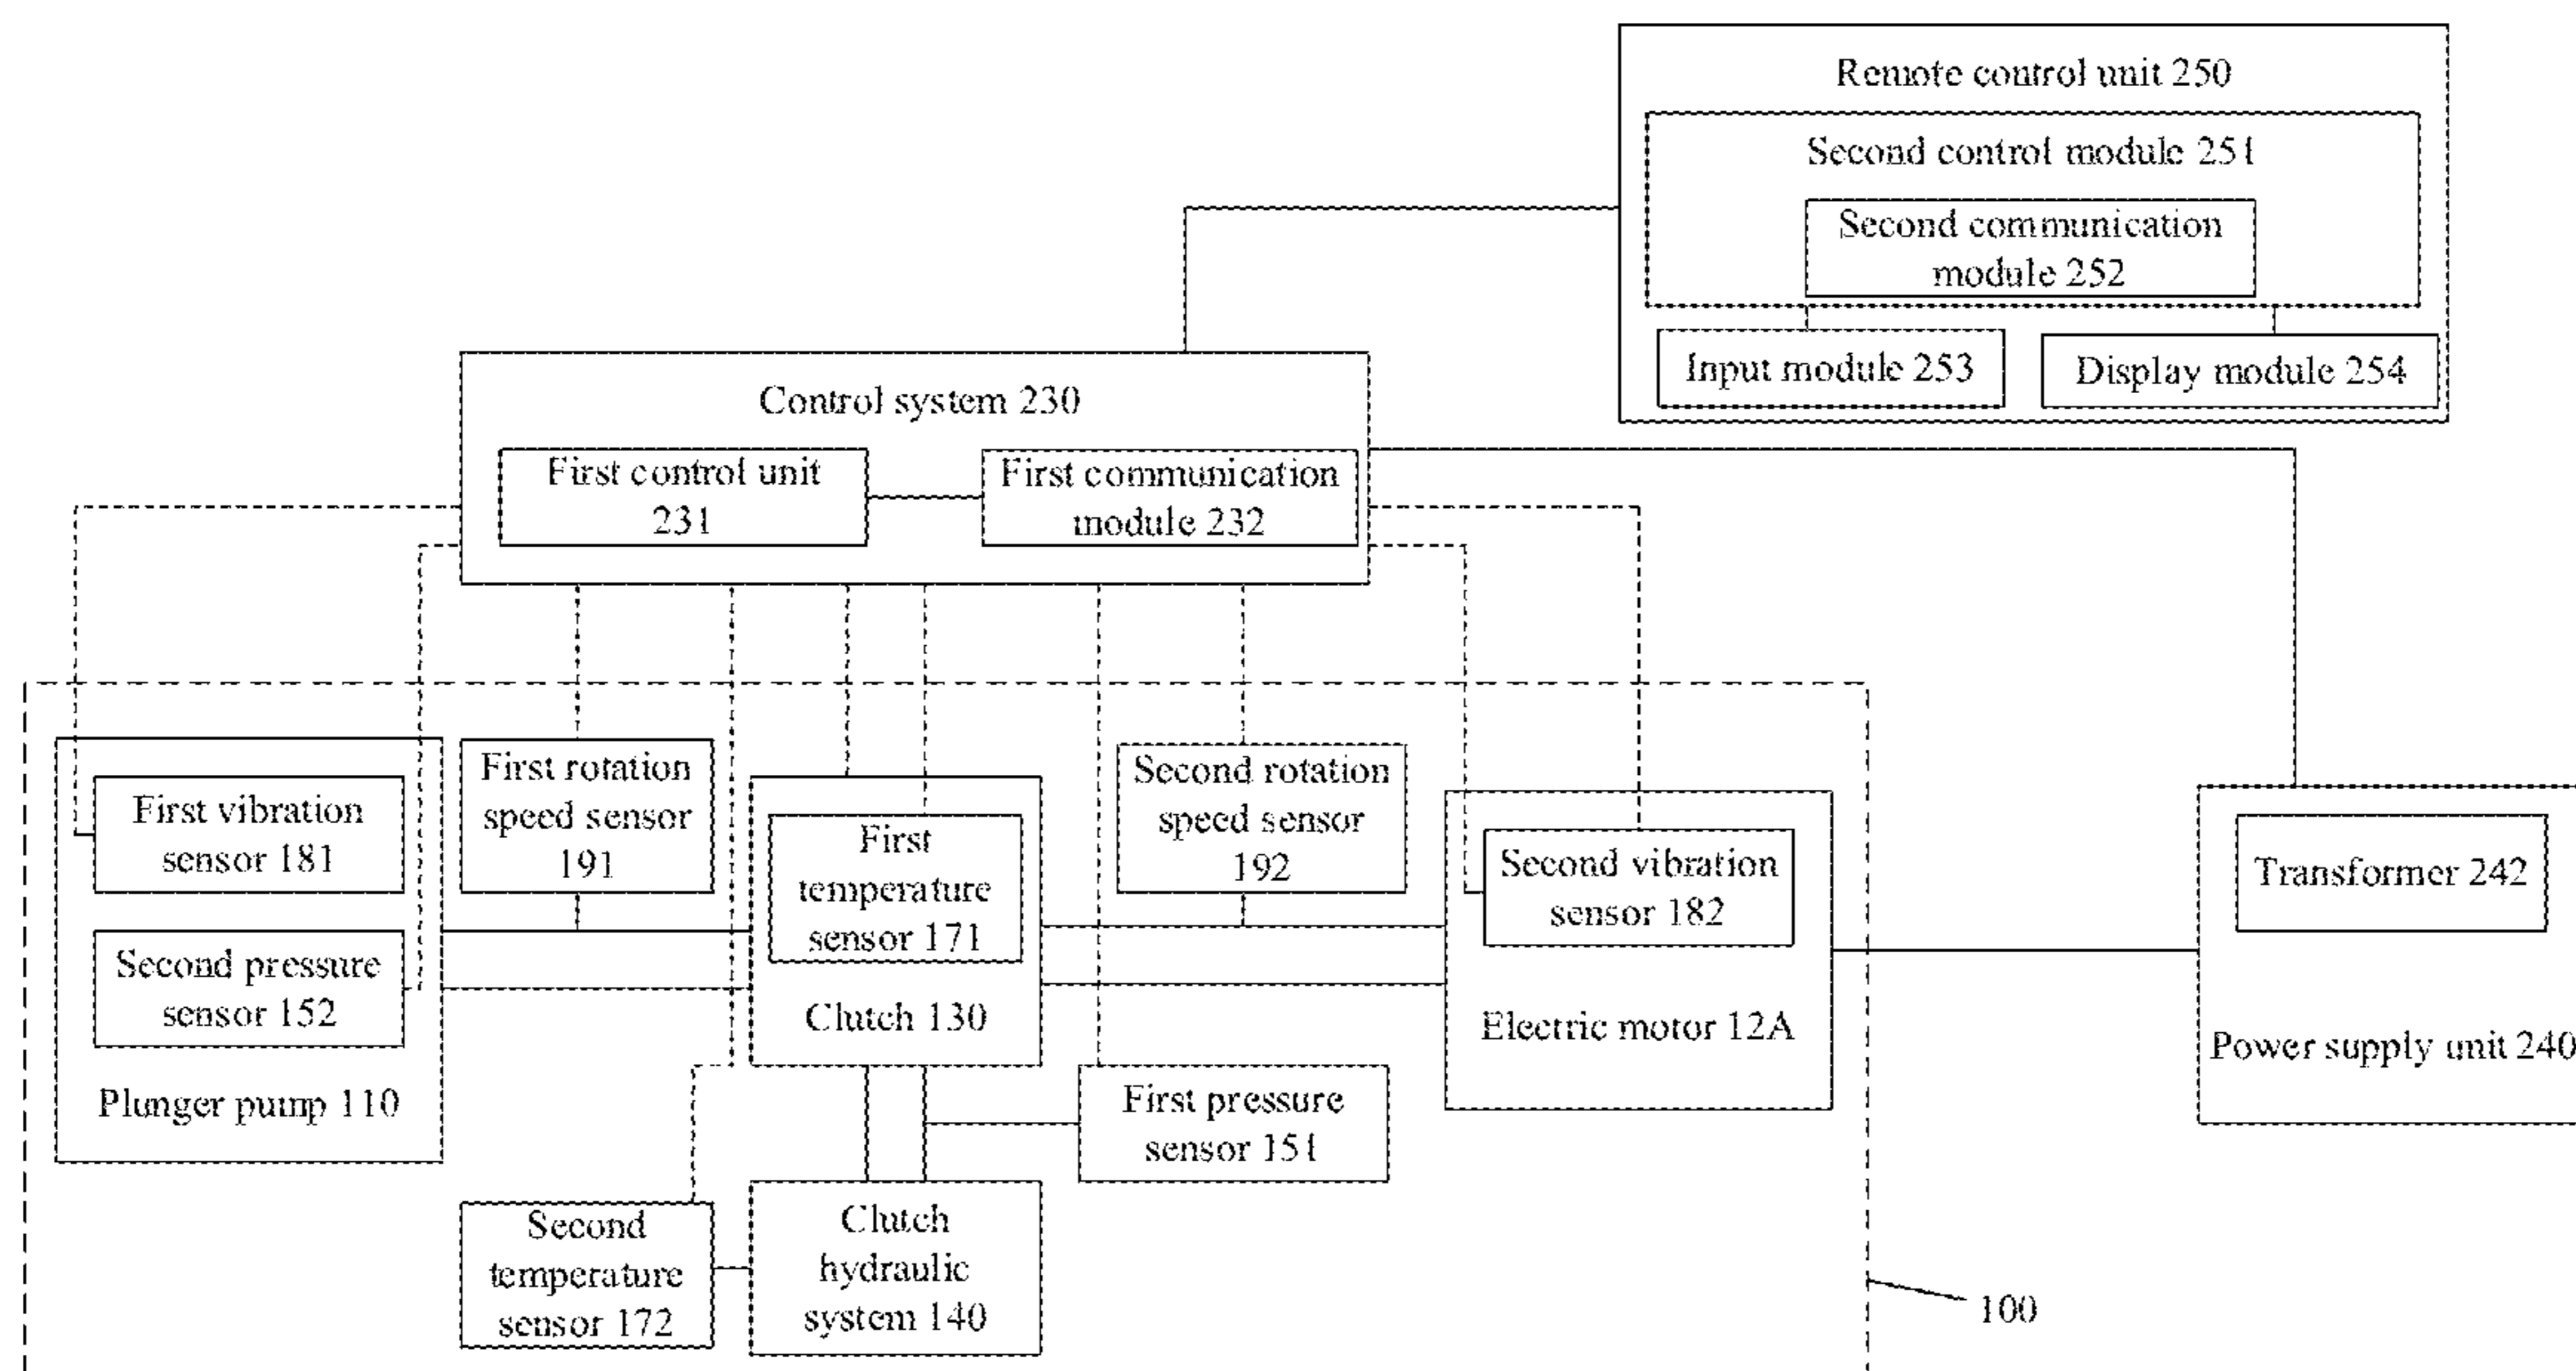 Remote control unit 250
Second control module 251
Second communication
module 252
Input module 253
Display module 254
Control system 230
First control unit
231
First communication
module 232
First vibration
sensor 181
Second pressure
sensor 152
Plunger pump 110
First rotation
speed sensor
191
First
temperature
sensor 171
Clutch 130
Second rotation
speed sensor
192
Second vibration
sensor 182
Electric motor 12A
Transformer 242
Power supply unit 240
First pressure
sensor 151
Second
temperature
sensor 172
Clutch
hydraulic
system 140
100